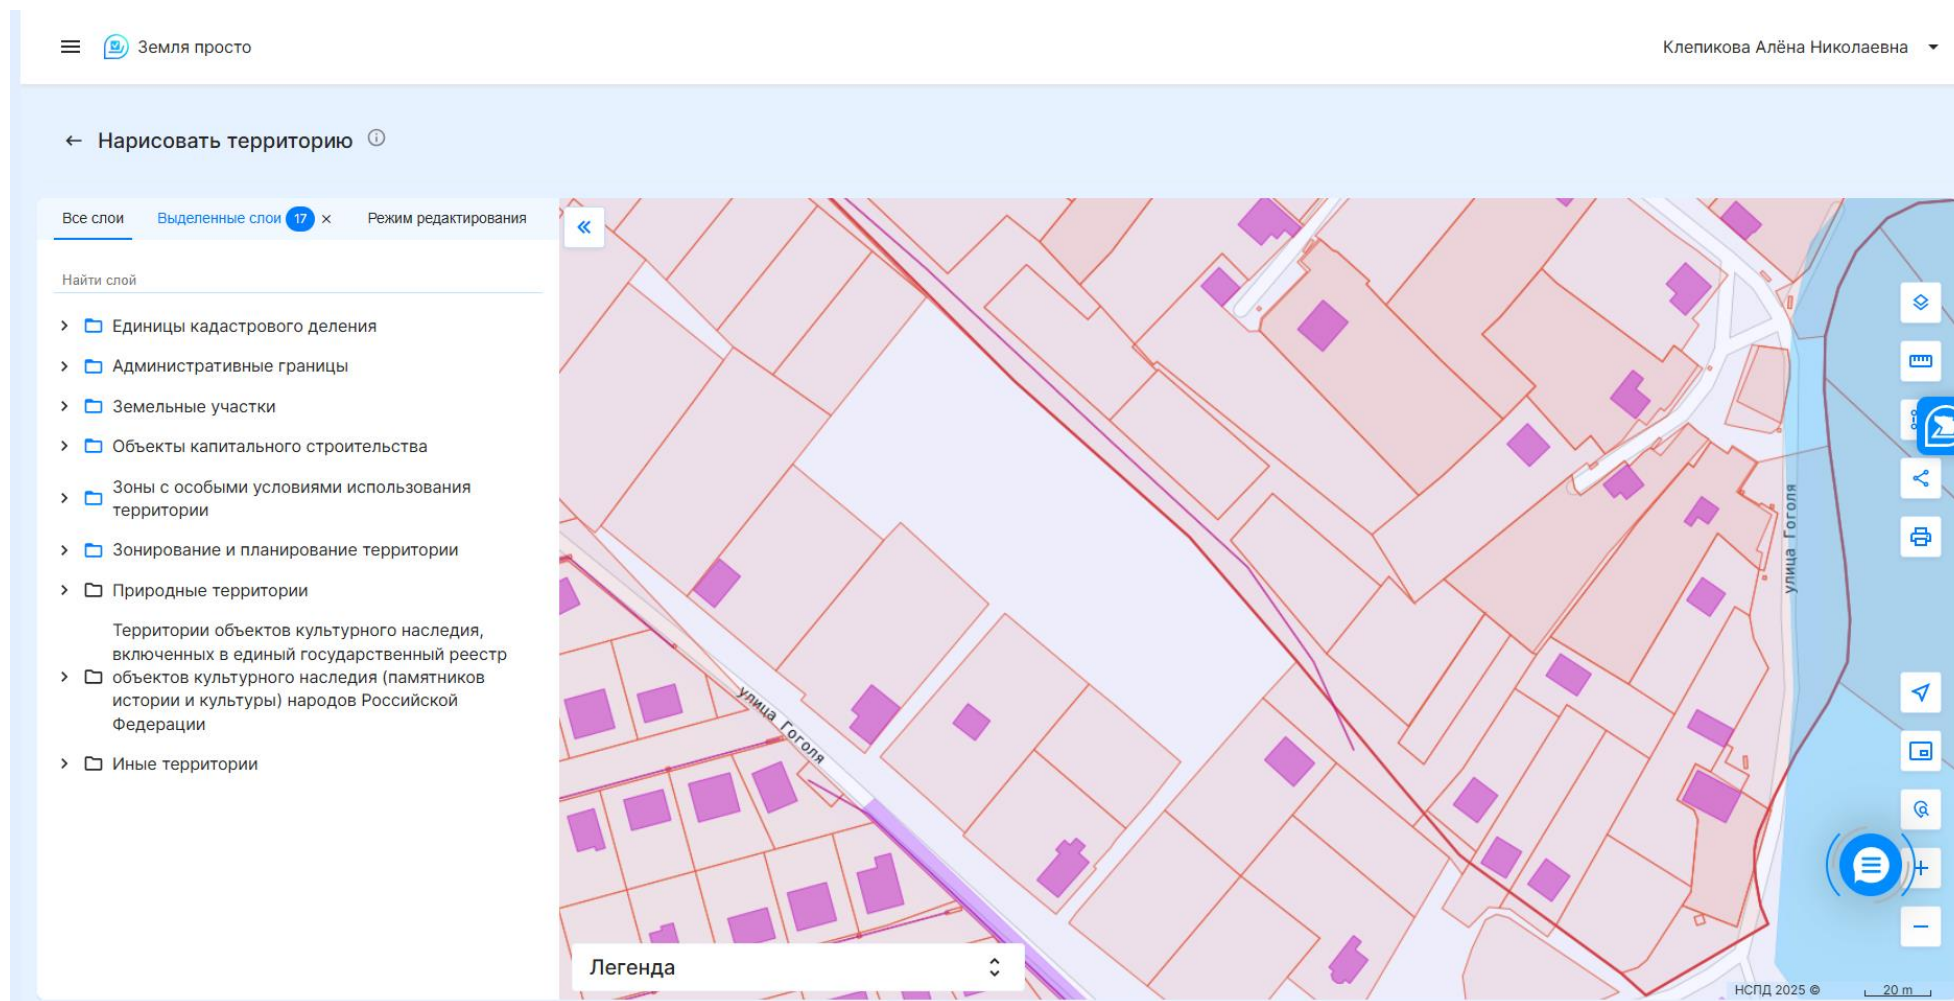 Земля просто
Клепикова Алёна Николаевна
Нарисовать территорию
Все слои
Выделенные слои 17 ×
Режим редактирования
Найти слой
Единицы кадастрового деления
Административные границы
Земельные участки
Объекты капитального строительства
Зоны с особыми условиями использования
территории
Зонирование и планирование территории
Природные территории
Территории объектов культурного наследия,
включенных в единый государственный реестр
объектов культурного наследия (памятников
истории и культуры) народов Российской
Федерации
Иные территории
улица Гоголя
улица Гоголя
Легенда
НСПД 2025 ©
20 m